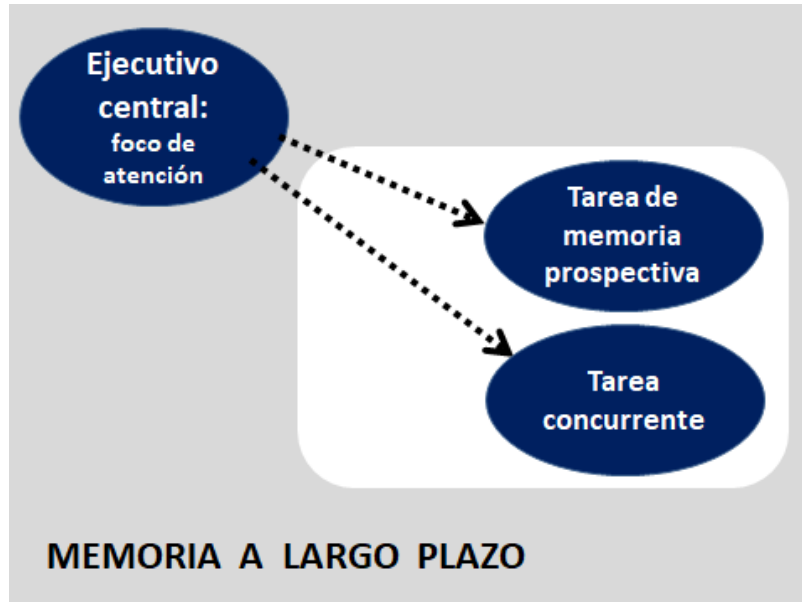 Ejecutivo
central:
foco de
atención
Tarea de
memoria
prospectiva
Tarea
concurrente
MEMORIA A LARGO PLAZO